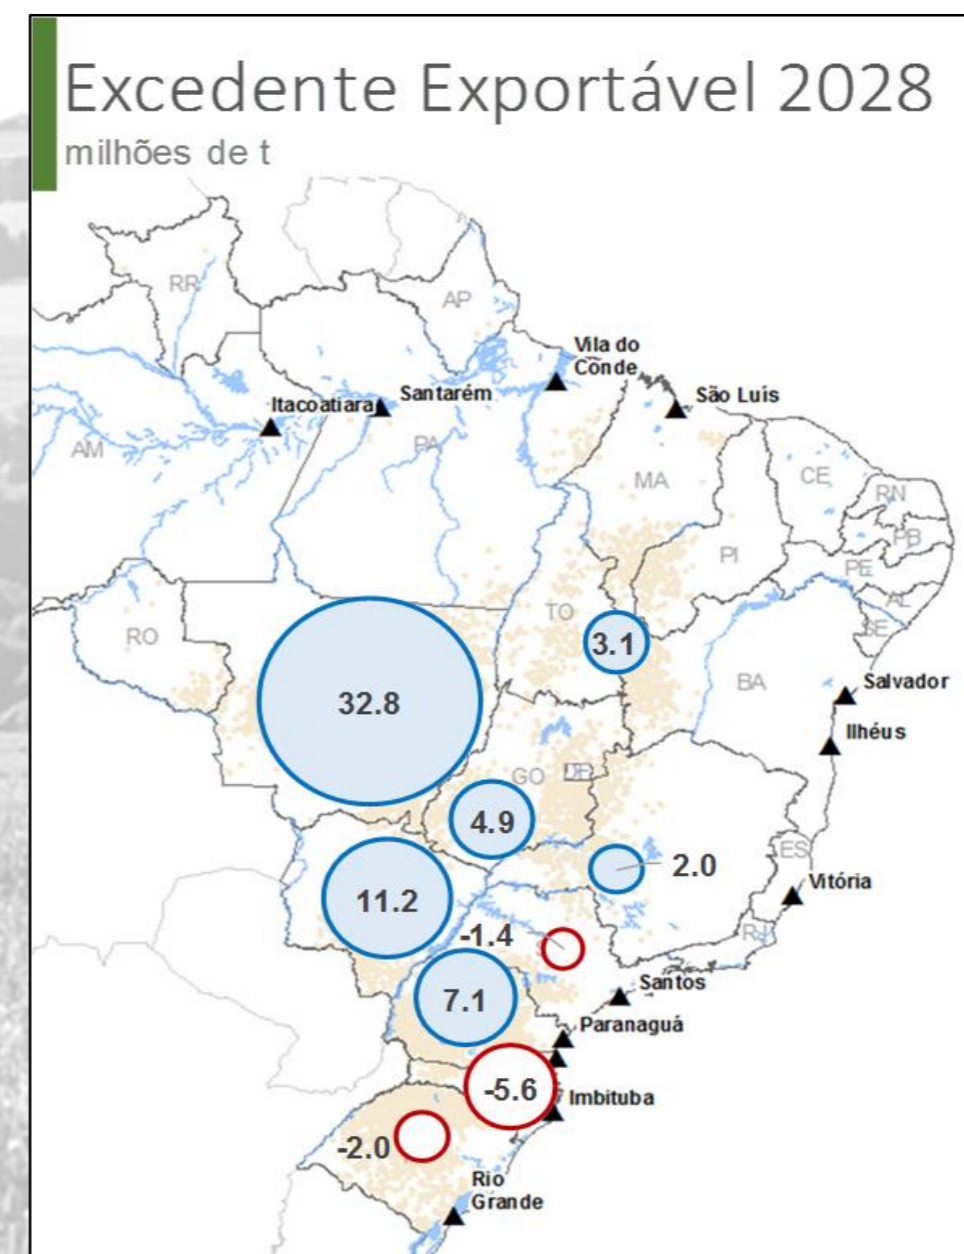 Excedente Exportável 2028
milhões de t
RR
AP
Vila do
Conde
Itacoatiara
Santarém
São Luís
AM
PA
MA
CE
RN
PB
PI
PE
AL
SE
TO
3.1
RO
BA
32.8
Salvador
Ilhéus
GO
DF
4.9
ES
2.0
11.2
Vitória
-1.4
RJ
7.1
Santos
Paranaguá
-5.6
Imbituba
-2.0
Rio
Grande